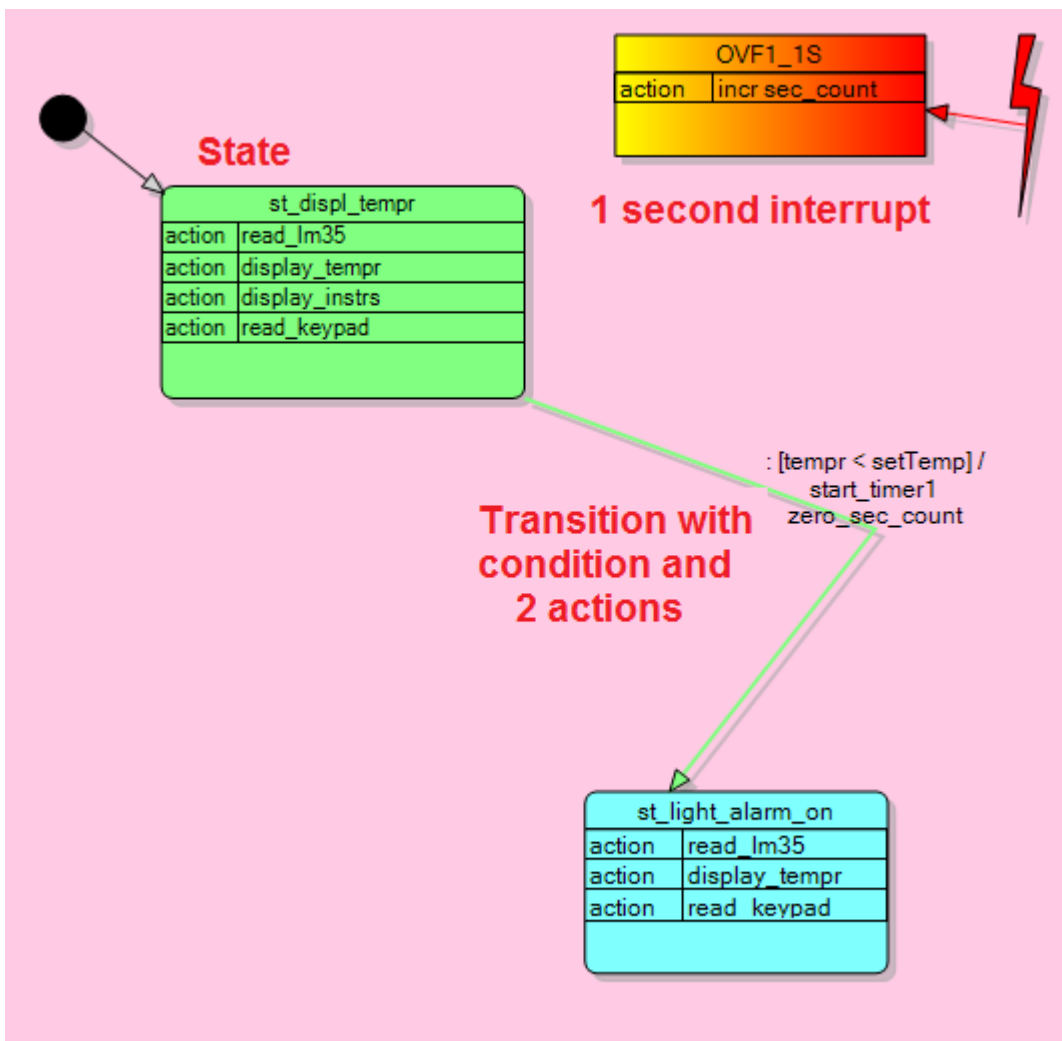 OVF1_1S
action incr sec_count
State
1 second interrupt
st_displ_tempr
action read_lm35
action display_tempr
action display_instrs
action read_keypad
: [tempr < setTemp] /
start_timer1
zero_sec_count
Transition with
condition and
2 actions
st_light_alarm_on
action read_lm35
action display_tempr
action read_keypad